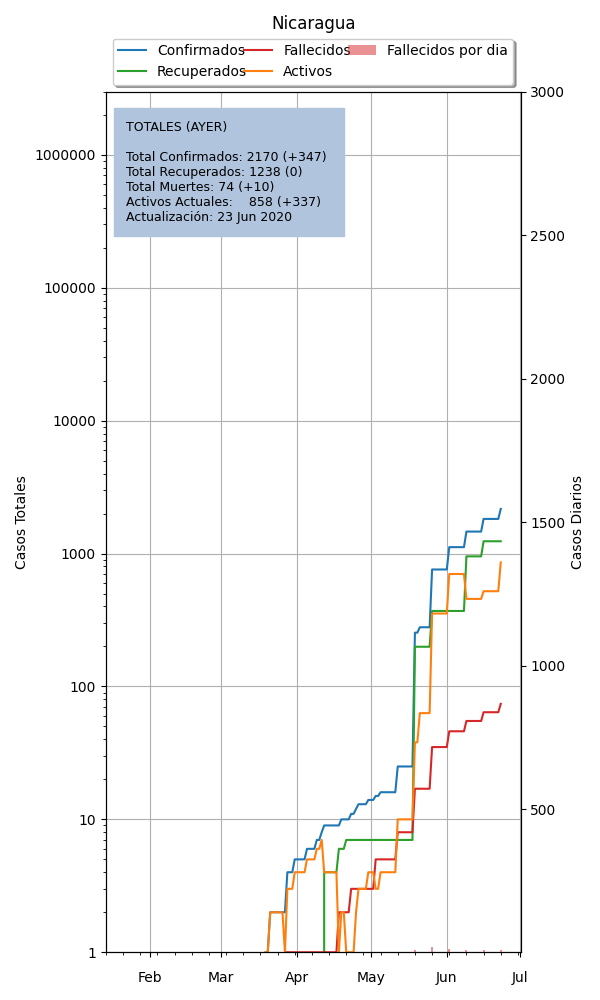 Nicaragua
Confirmados Fallecidos Fallecidos por dia
Recuperados Activos
TOTALES (AYER)
Total Confirmados: 2170 (+347)
Total Recuperados: 1238 (0)
Total Muertes: 74 (+10)
Activos Actuales: 858 (+337)
Actualización: 23 Jun 2020
Casos Totales
1000000
100000
10000
1000
100
10
1
3000
2500
2000
1500
1000
500
Casos Diarios
Feb Mar Apr May Jun Jul